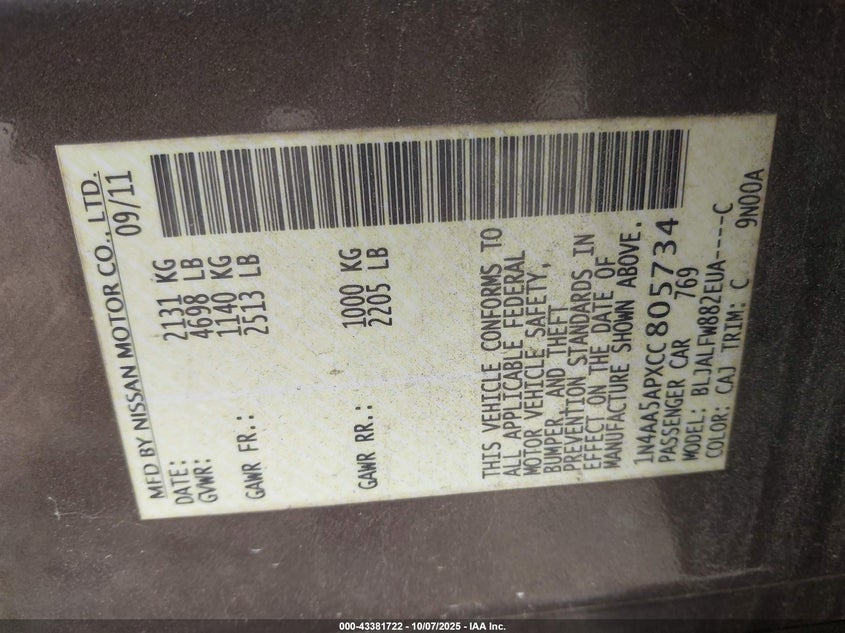 MFD BY NISSAN MOTOR CO., LTD.
DATE: 09/11
GVWR: 2131 KG
4698 LB
GAWR FR.: 1140 KG
2513 LB
GAWR RR.: 1000 KG
2205 LB
THIS VEHICLE CONFORMS TO
ALL APPLICABLE FEDERAL
MOTOR VEHICLE SAFETY,
BUMPER, AND THEFT
PREVENTION STANDARDS IN
EFFECT ON THE DATE OF
MANUFACTURE SHOWN ABOVE.
1N4AA5APXCC805734
PASSENGER CAR 769
MODEL: BLJALFW882EUA----C
COLOR: CAJ TRIM: C 9N00A
000-43381722 - 10/07/2025 - IAA Inc.